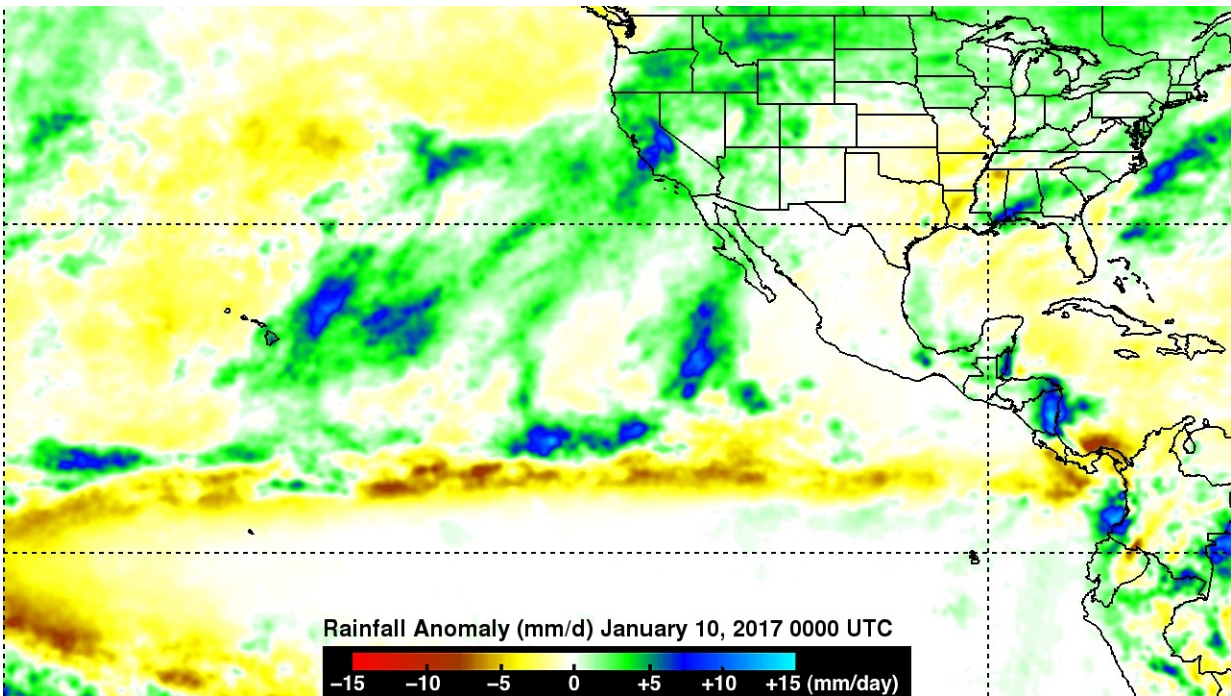 Rainfall Anomaly (mm/d) January 10, 2017 0000 UTC
−15 −10 −5 0 +5 +10 +15 (mm/day)